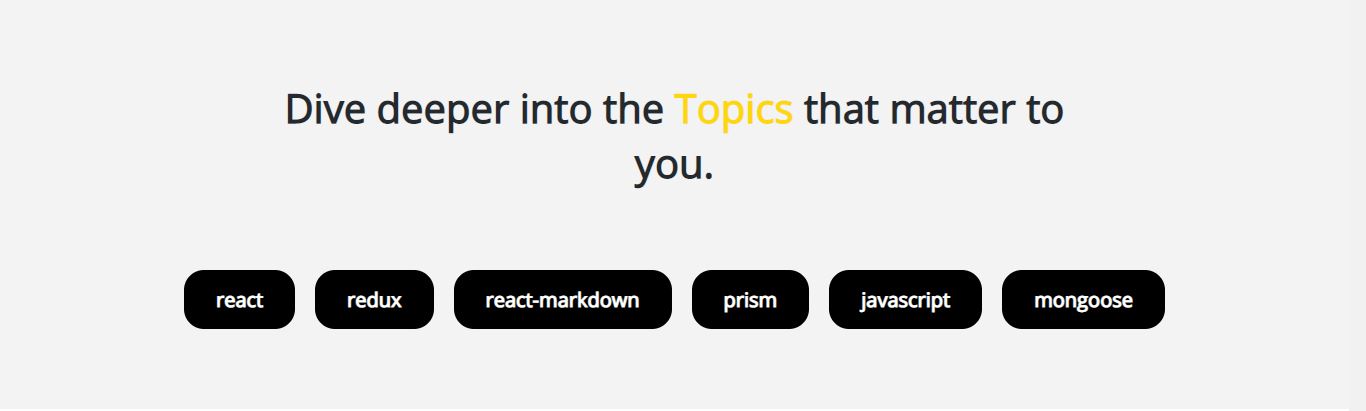 Dive deeper into the Topics that matter to
you.
react redux react-markdown prism javascript mongoose